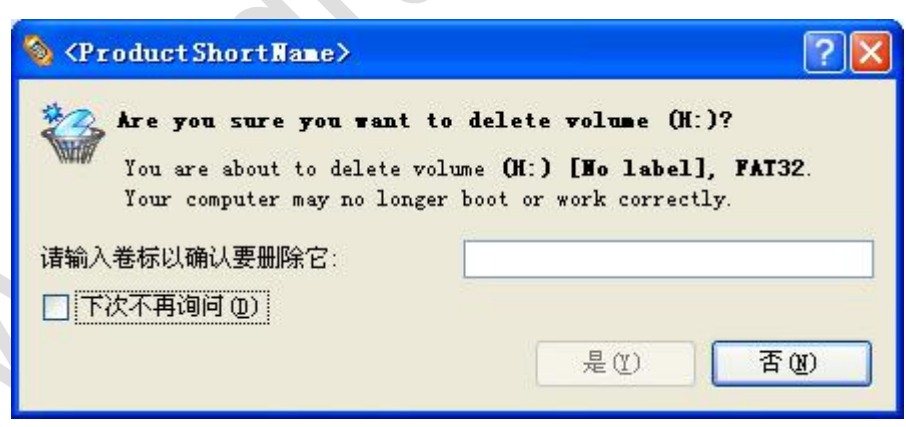 <ProductShortName>
Are you sure you want to delete volume (H:)?
You are about to delete volume (H:) [No label], FAT32.
Your computer may no longer boot or work correctly.
请输入卷标以确认要删除它:
下次不再询问(D)
是(Y)
否(N)